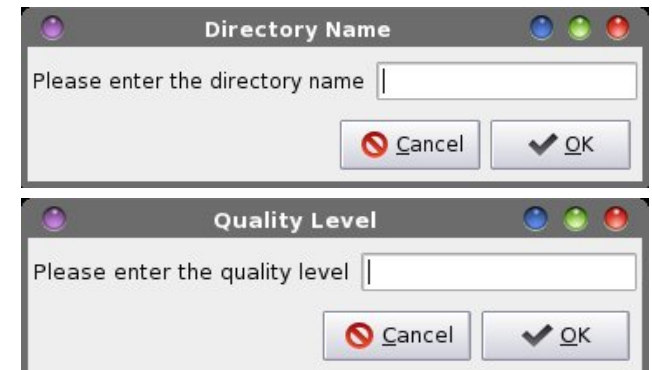 Directory Name
Please enter the directory name
Cancel OK
Quality Level
Please enter the quality level
Cancel OK